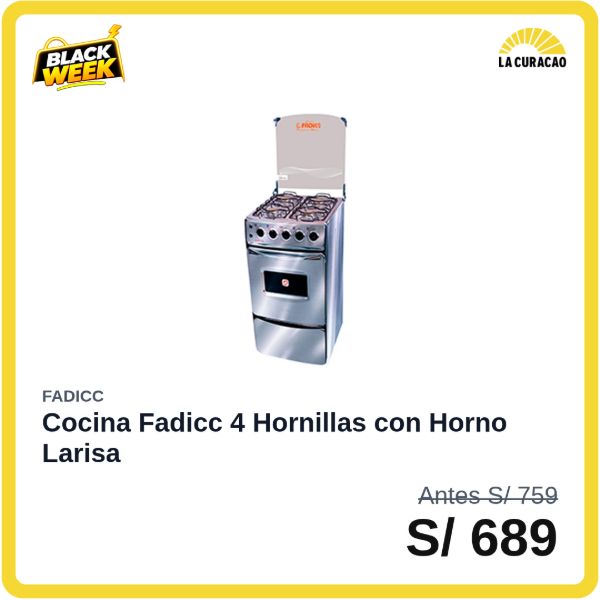 BLACK
WEEK
LA CURACAO
FADICC
Cocina Fadicc 4 Hornillas con Horno
Larisa
Antes S/ 759
S/ 689